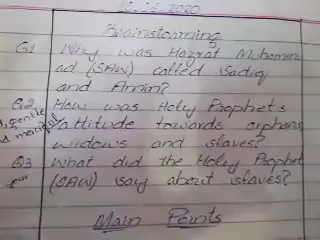 Brainstorming
Q1 Why was Hazrat Muhamm
ad (SAW) called Sadiq
and Amin?
Q2 How was Holy Prophet's
gentle attitude towards orphans,
widows and slaves?
Q3 What did the Holy Prophet
(SAW) say about slaves?
Main Points